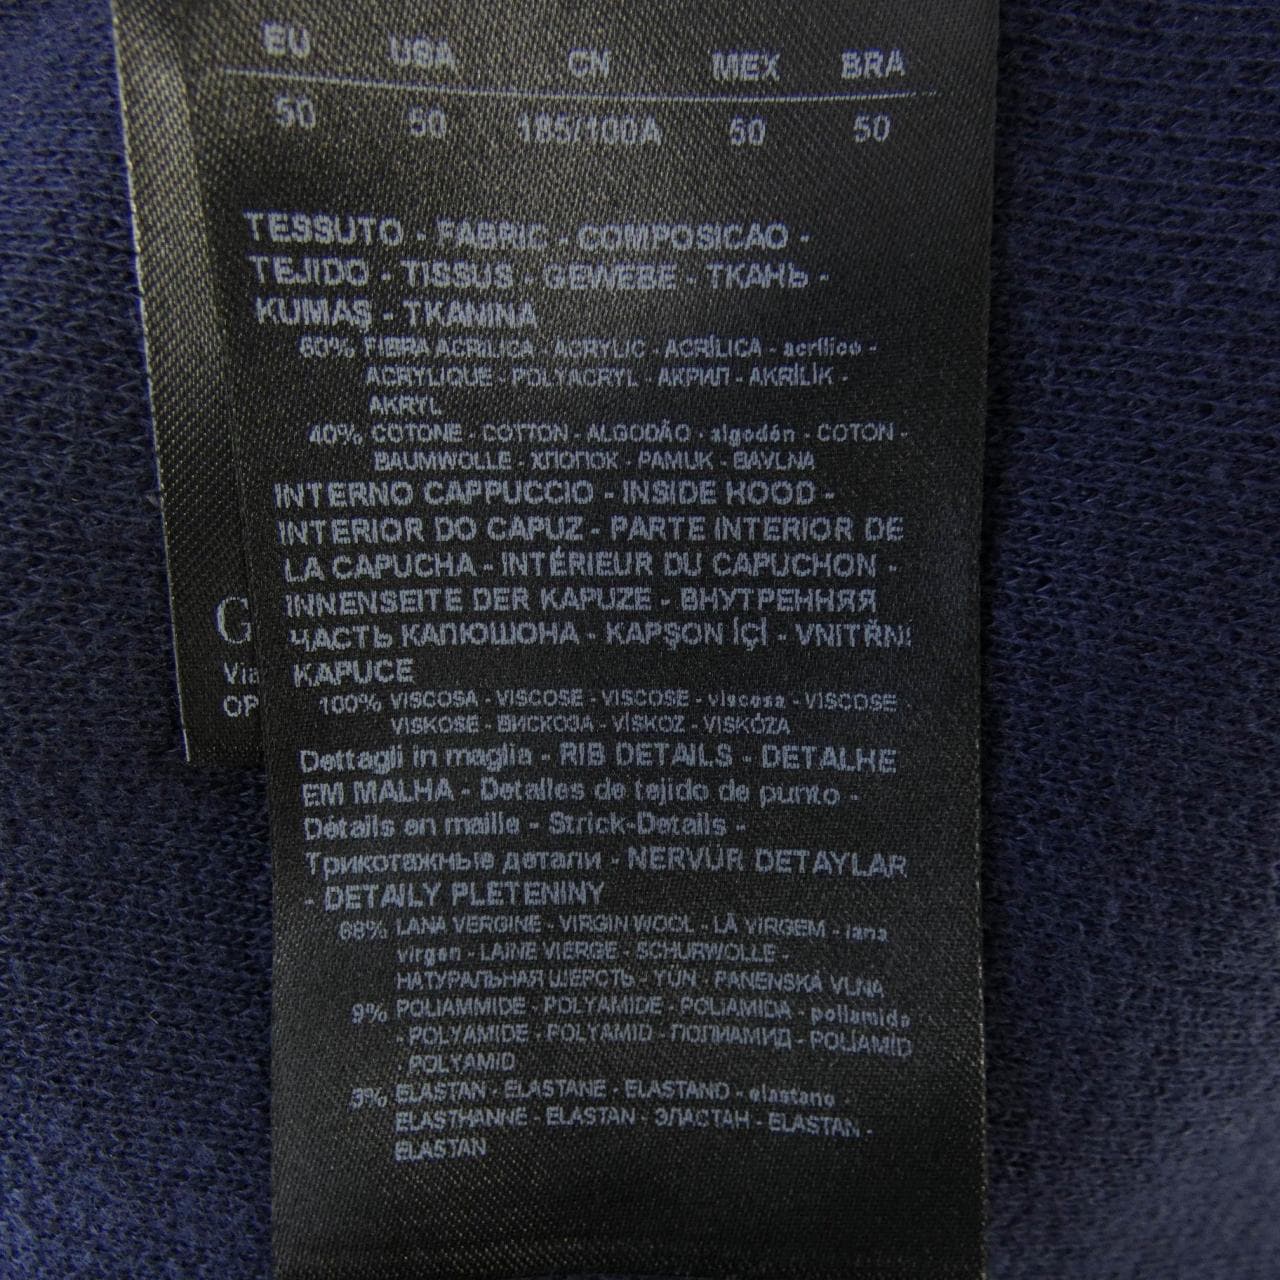 EU USA CN MEX BRA
50 50 185/100A 50 50
TESSUTO - FABRIC - COMPOSICAO -
TEJIDO - TISSUS - GEWEBE - ТКАНЬ -
KUMAŞ - TKANINA
60% FIBRA ACRILICA - ACRYLIC - ACRÍLICA - acrílico -
ACRYLIQUE - POLYACRYL - АКРИЛ - AKRİLİK -
AKRYL
40% COTONE - COTTON - ALGODÃO - algodón - COTON -
BAUMWOLLE - ХЛОПОК - PAMUK - BAVLNA
INTERNO CAPPUCCIO - INSIDE HOOD -
INTERIOR DO CAPUZ - PARTE INTERIOR DE
LA CAPUCHA - INTÉRIEUR DU CAPUCHON -
INNENSEITE DER KAPUZE - ВНУТРЕННЯЯ
ЧАСТЬ КАПЮШОНА - KAPŞON İÇİ - VNITŘNÍ
KAPUCE
100% VISCOSA - VISCOSE - VISCOSE - viscosa - VISCOSE -
VISKOSE - ВИСКОЗА - VİSKOZ - VISKÓZA
Dettagli in maglia - RIB DETAILS - DETALHE
EM MALHA - Detalles de tejido de punto -
Détails en maille - Strick-Details -
Трикотажные детали - NERVÜR DETAYLAR
- DETAILY PLETENINY
88% LANA VERGINE - VIRGIN WOOL - LÃ VIRGEM - lana
virgen - LAINE VIERGE - SCHURWOLLE -
НАТУРАЛЬНАЯ ШЕРСТЬ - YÜN - PANENSKÁ VLNA
9% POLIAMMIDE - POLYAMIDE - POLIAMIDA - poliamida
- POLYAMIDE - POLYAMID - ПОЛИАМИД - POLİAMİD
- POLYAMID
3% ELASTAN - ELASTANE - ELASTANO - elastano -
ELASTHANNE - ELASTAN - ЭЛАСТАН - ELASTAN -
ELASTAN
G
Via
OP